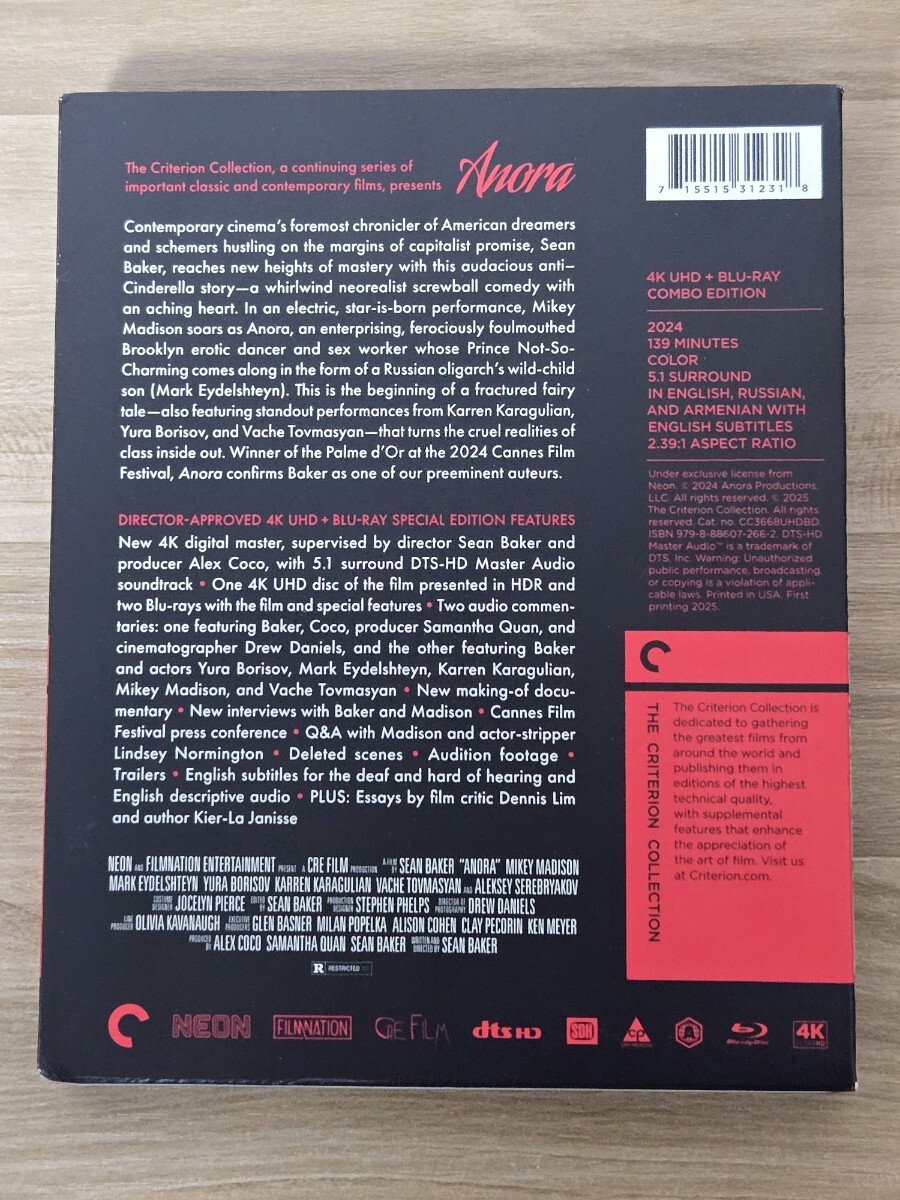 The Criterion Collection, a continuing series of
important classic and contemporary films, presents
Anora
Contemporary cinema's foremost chronicler of American dreamers
and schemers hustling on the margins of capitalist promise, Sean
Baker, reaches new heights of mastery with this audacious anti–
Cinderella story—a whirlwind neorealist screwball comedy with
an aching heart. In an electric, star-is-born performance, Mikey
Madison soars as Anora, an enterprising, ferociously foulmouthed
Brooklyn erotic dancer and sex worker whose Prince Not-So-
Charming comes along in the form of a Russian oligarch's wild-child
son (Mark Eydelshteyn). This is the beginning of a fractured fairy
tale—also featuring standout performances from Karren Karagulian,
Yura Borisov, and Vache Tovmasyan—that turns the cruel realities of
class inside out. Winner of the Palme d'Or at the 2024 Cannes Film
Festival, Anora confirms Baker as one of our preeminent auteurs.
DIRECTOR-APPROVED 4K UHD + BLU-RAY SPECIAL EDITION FEATURES
New 4K digital master, supervised by director Sean Baker and
producer Alex Coco, with 5.1 surround DTS-HD Master Audio
soundtrack • One 4K UHD disc of the film presented in HDR and
two Blu-rays with the film and special features • Two audio commen-
taries: one featuring Baker, Coco, producer Samantha Quan, and
cinematographer Drew Daniels, and the other featuring Baker
and actors Yura Borisov, Mark Eydelshteyn, Karren Karagulian,
Mikey Madison, and Vache Tovmasyan • New making-of docu-
mentary • New interviews with Baker and Madison • Cannes Film
Festival press conference • Q&A with Madison and actor-stripper
Lindsey Normington • Deleted scenes • Audition footage •
Trailers • English subtitles for the deaf and hard of hearing and
English descriptive audio • PLUS: Essays by film critic Dennis Lim
and author Kier-La Janisse
NEON AND FILMNATION ENTERTAINMENT PRESENT A CRE FILM PRODUCTION A FILM BY SEAN BAKER "ANORA" MIKEY MADISON
MARK EYDELSHTEYN YURA BORISOV KARREN KARAGULIAN VACHE TOVMASYAN AND ALEKSEY SEREBRYAKOV
COSTUME DESIGNER JOCELYN PIERCE EDITED BY SEAN BAKER PRODUCTION DESIGNER STEPHEN PHELPS DIRECTOR OF PHOTOGRAPHY DREW DANIELS
LINE PRODUCER OLIVIA KAVANAUGH EXECUTIVE PRODUCERS GLEN BASNER MILAN POPELKA ALISON COHEN CLAY PECORIN KEN MEYER
PRODUCED BY ALEX COCO SAMANTHA QUAN SEAN BAKER WRITTEN AND DIRECTED BY SEAN BAKER
R RESTRICTED
NEON FILMNATION CRE FILM dts HD SDH Blu-ray Disc 4K ULTRA HD
7 15515 31231 8
4K UHD + BLU-RAY
COMBO EDITION
2024
139 MINUTES
COLOR
5.1 SURROUND
IN ENGLISH, RUSSIAN,
AND ARMENIAN WITH
ENGLISH SUBTITLES
2.39:1 ASPECT RATIO
Under exclusive license from
Neon. © 2024 Anora Productions,
LLC. All rights reserved. © 2025
The Criterion Collection. All rights
reserved. Cat. no. CC3668UHDBD.
ISBN 979-8-88607-266-2. DTS-HD
Master Audio™ is a trademark of
DTS, Inc. Warning: Unauthorized
public performance, broadcasting,
or copying is a violation of appli-
cable laws. Printed in USA. First
printing 2025.
THE CRITERION COLLECTION
The Criterion Collection is
dedicated to gathering
the greatest films from
around the world and
publishing them in
editions of the highest
technical quality,
with supplemental
features that enhance
the appreciation of
the art of film. Visit us
at Criterion.com.